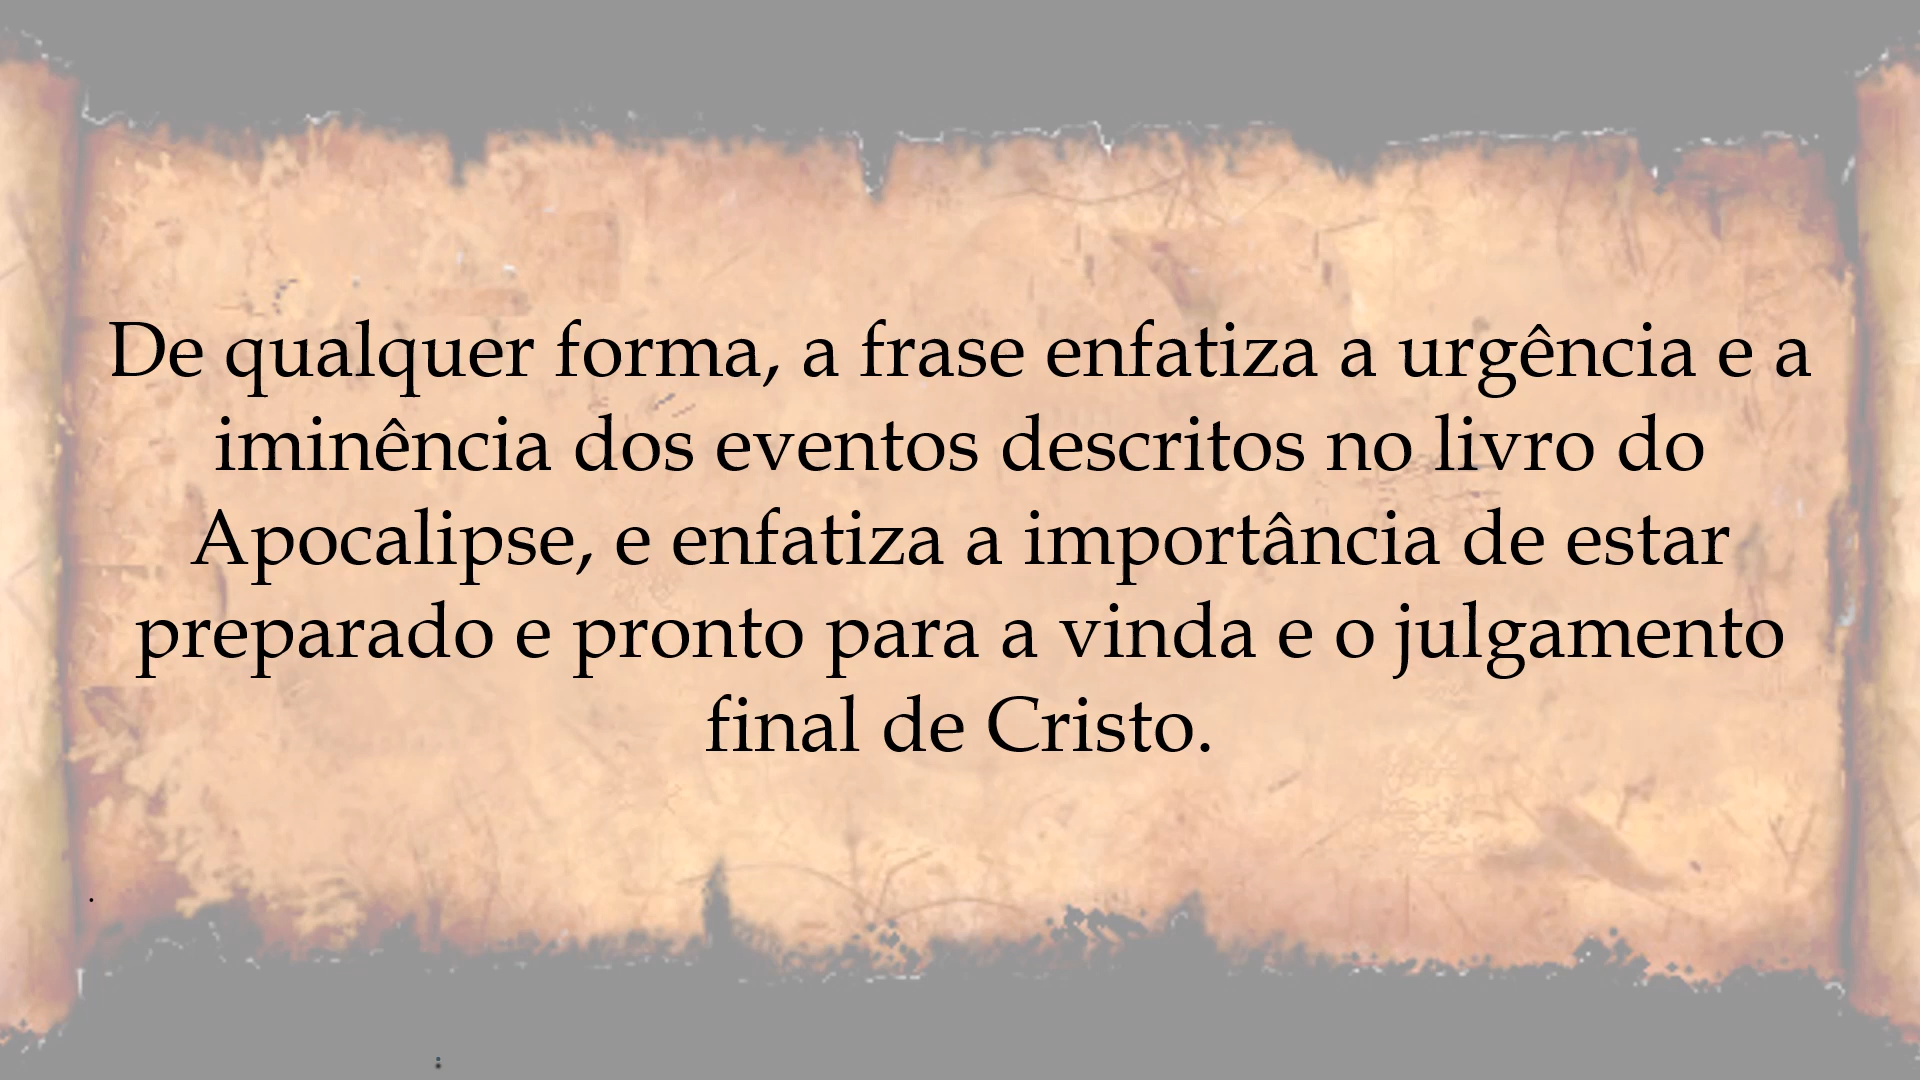 De qualquer forma, a frase enfatiza a urgência e a
iminência dos eventos descritos no livro do
Apocalipse, e enfatiza a importância de estar
preparado e pronto para a vinda e o julgamento
final de Cristo.
.
: